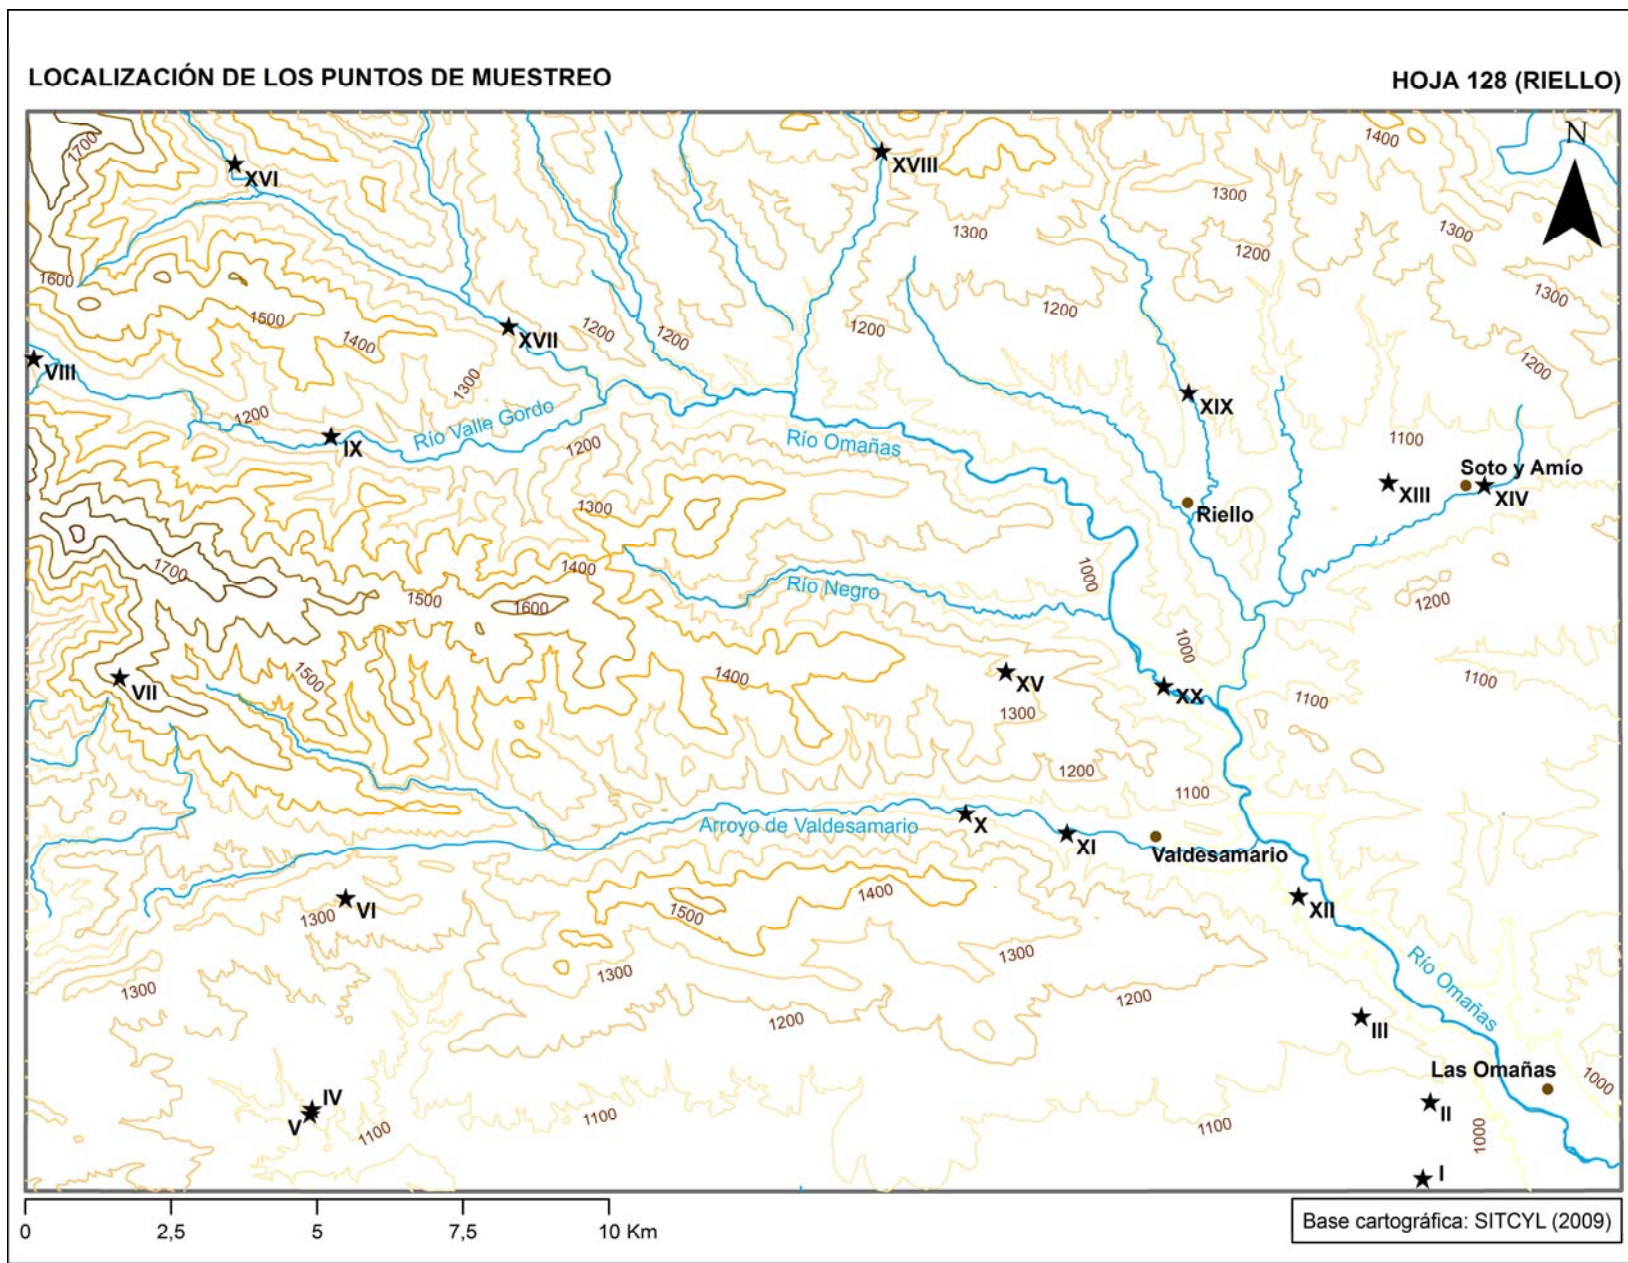 LOCALIZACIÓN DE LOS PUNTOS DE MUESTREO
HOJA 128 (RIELLO)
N
1700
XVI
XVIII
1400
1300
1300
1300
1600
1200
1300
1500
1400
XVII
1200
1200
1200
1200
1200
VIII
1300
XIX
1200
Río Valle Gordo
IX
1200
Río Omañas
1100
Soto y Amío
XIII
XIV
1300
Riello
1700
1400
1500
1600
Río Negro
1000
1200
1000
VII
1500
1400
XV
1300
XX
1100
1100
1200
1100
Arroyo de Valdesamario
X
XI
Valdesamario
VI
1300
1500
1400
XII
1300
1300
1300
1200
1200
Río Omañas
III
Las Omañas
1000
IV
V
1100
1100
1100
II
1000
I
0
2,5
5
7,5
10 Km
Base cartográfica: SITCYL (2009)